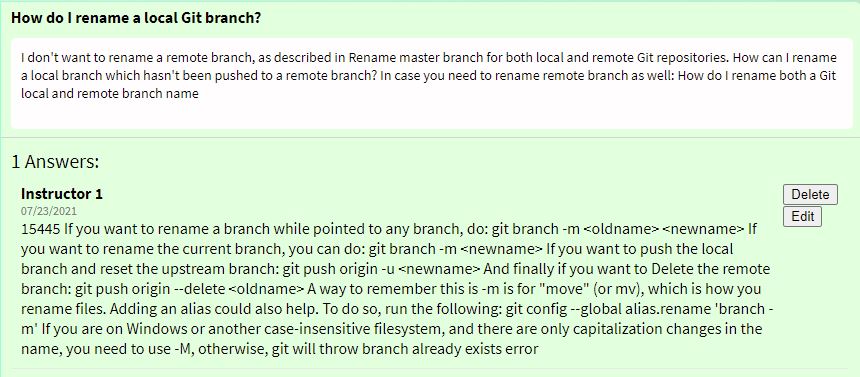 How do I rename a local Git branch?
I don't want to rename a remote branch, as described in Rename master branch for both local and remote Git repositories. How can I rename
a local branch which hasn't been pushed to a remote branch? In case you need to rename remote branch as well: How do I rename both a Git
local and remote branch name
1 Answers:
Instructor 1
Delete
07/23/2021
Edit
15445 If you want to rename a branch while pointed to any branch, do: git branch -m <oldname> <newname> If
you want to rename the current branch, you can do: git branch -m <newname> If you want to push the local
branch and reset the upstream branch: git push origin -u <newname> And finally if you want to Delete the remote
branch: git push origin --delete <oldname> A way to remember this is -m is for "move" (or mv), which is how you
rename files. Adding an alias could also help. To do so, run the following: git config --global alias.rename 'branch -
m' If you are on Windows or another case-insensitive filesystem, and there are only capitalization changes in the
name, you need to use -M, otherwise, git will throw branch already exists error